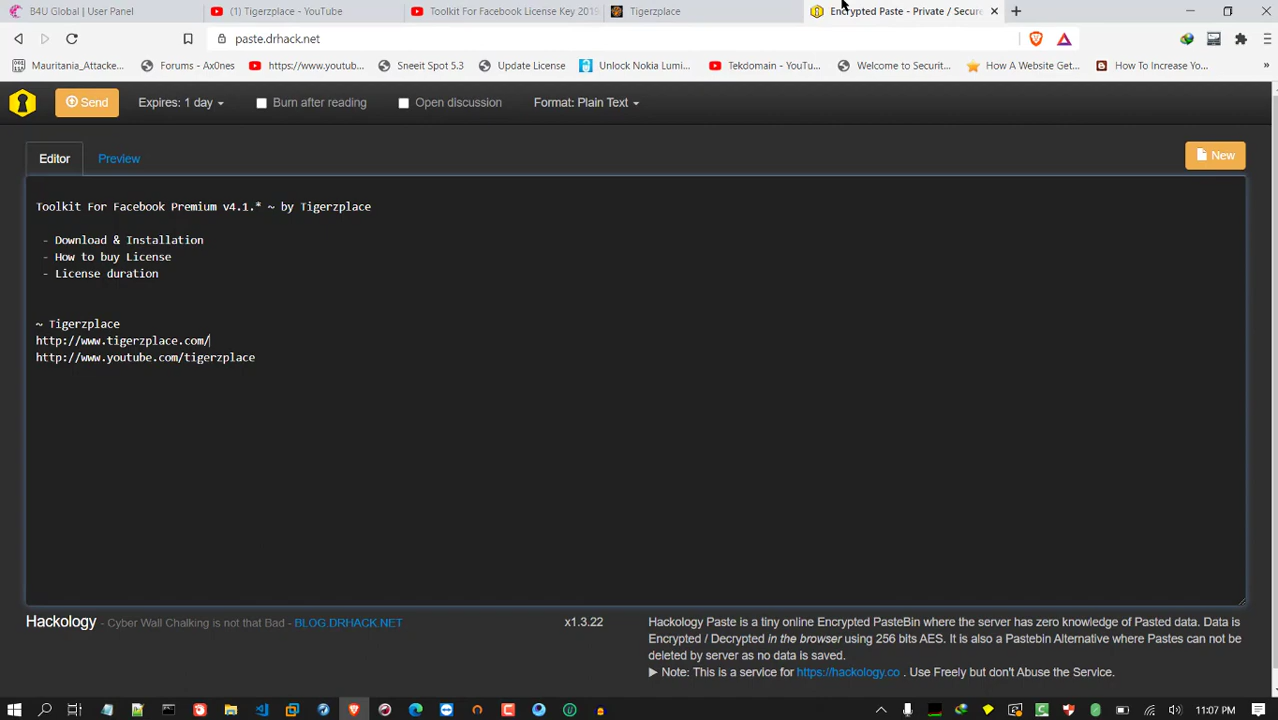 B4U Global | User Panel
(1) Tigerzplace - YouTube
Toolkit For Facebook License Key 2019
Tigerzplace
Encrypted Paste - Private / Secure
paste.drhack.net
Mauritania_Attacke...
Forums - Ax0nes
https://www.youtub...
Sneeit Spot 5.3
Update License
Unlock Nokia Lumi...
Tekdomain - YouTu...
Welcome to Securit...
How A Website Get...
How To Increase Yo...
»
Send
Expires: 1 day
Burn after reading
Open discussion
Format: Plain Text
Editor
Preview
New
Toolkit For Facebook Premium v4.1.* ~ by Tigerzplace
- Download & Installation
- How to buy License
- License duration
~ Tigerzplace
http://www.tigerzplace.com/
http://www.youtube.com/tigerzplace
Hackology - Cyber Wall Chalking is not that Bad - BLOG.DRHACK.NET
x1.3.22
Hackology Paste is a tiny online Encrypted PasteBin where the server has zero knowledge of Pasted data. Data is
Encrypted / Decrypted in the browser using 256 bits AES. It is also a Pastebin Alternative where Pastes can not be
deleted by server as no data is saved.
▶ Note: This is a service for https://hackology.co . Use Freely but don't Abuse the Service.
11:07 PM